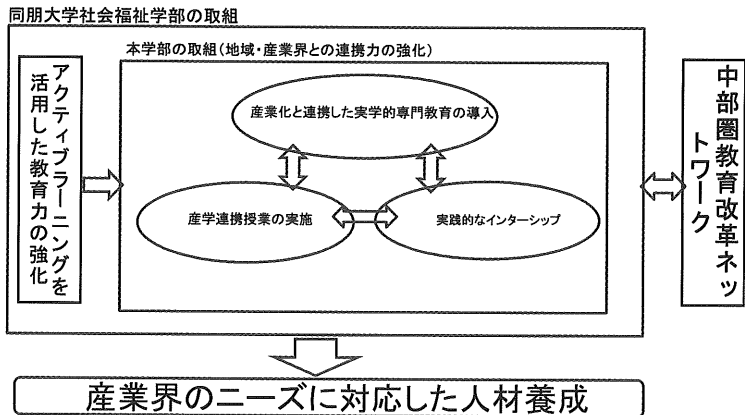 同朋大学社会福祉学部の取組
本学部の取組(地域・産業界との連携力の強化)
アクティブラーニングを
活用した教育力の強化
産業化と連携した実学的専門教育の導入
産学連携授業の実施
実践的なインターシップ
中部圏教育改革ネッ
トワーク
産業界のニーズに対応した人材養成